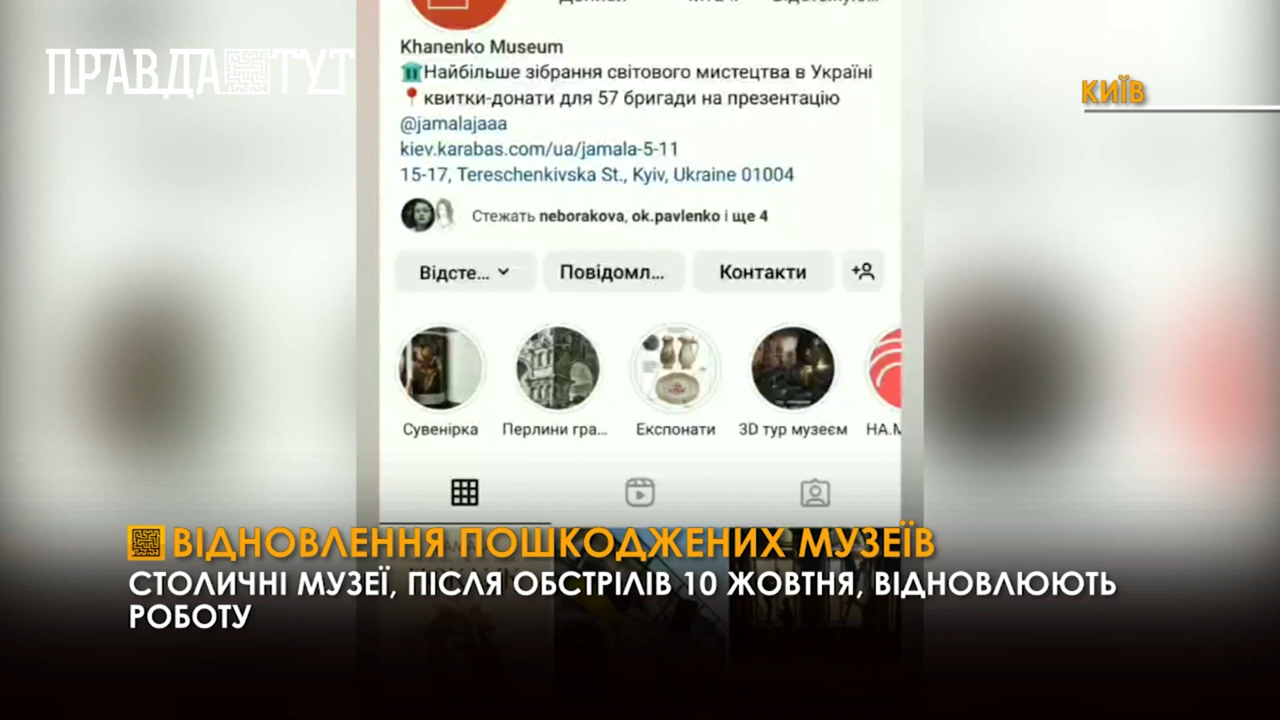 ПРАВДА ТУТ
КИЇВ
Khanenko Museum
Найбільше зібрання світового мистецтва в Україні
квитки-донати для 57 бригади на презентацію
@jamalajaaa
kiev.karabas.com/ua/jamala-5-11
15-17, Tereschenkivska St., Kyiv, Ukraine 01004
Стежать neborakova, ok.pavlenko і ще 4
Відсте... Повідомл... Контакти
Сувенірка Перлини гра... Експонати 3D тур музеєм НА.М
ВІДНОВЛЕННЯ ПОШКОДЖЕНИХ МУЗЕЇВ
СТОЛИЧНІ МУЗЕЇ, ПІСЛЯ ОБСТРІЛІВ 10 ЖОВТНЯ, ВІДНОВЛЮЮТЬ
РОБОТУ